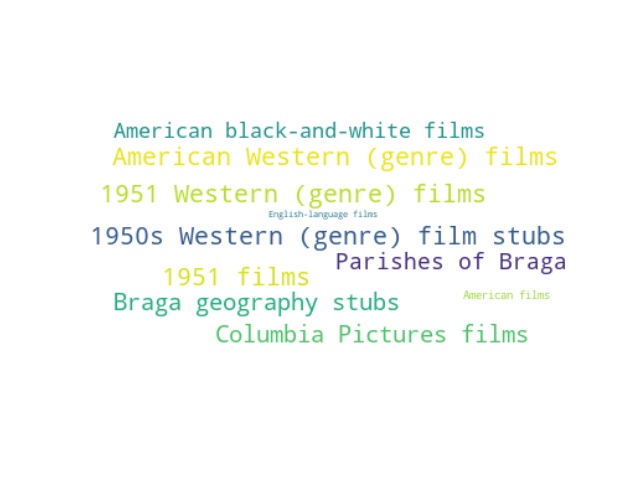 American black-and-white films
American Western (genre) films
1951 Western (genre) films
English-language films
1950s Western (genre) film stubs
Parishes of Braga
1951 films
American films
Braga geography stubs
Columbia Pictures films